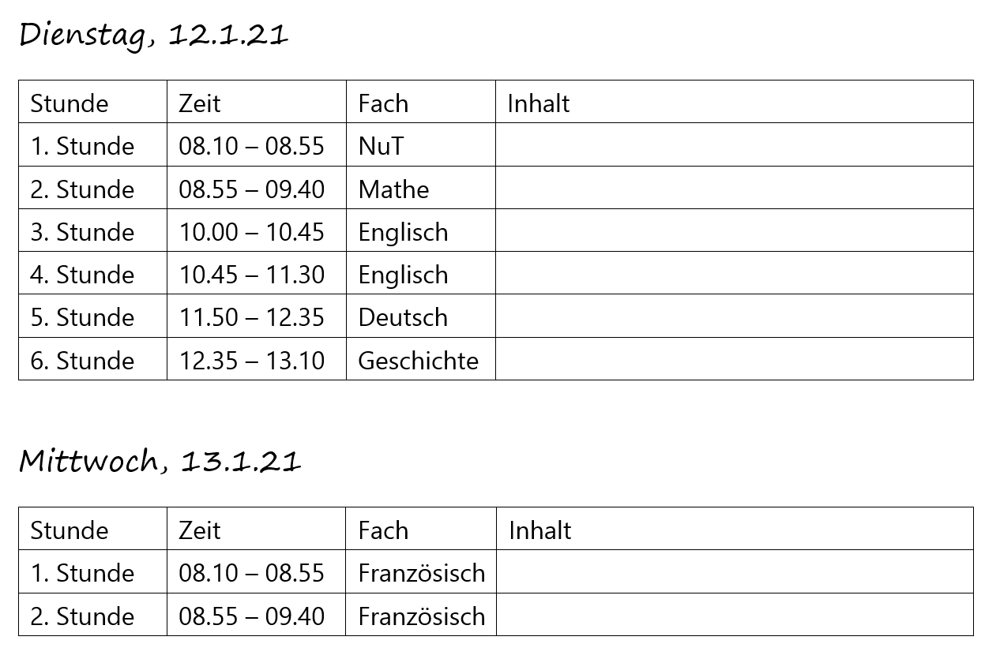 Dienstag, 12.1.21
Stunde Zeit Fach Inhalt
1. Stunde 08.10 – 08.55 NuT
2. Stunde 08.55 – 09.40 Mathe
3. Stunde 10.00 – 10.45 Englisch
4. Stunde 10.45 – 11.30 Englisch
5. Stunde 11.50 – 12.35 Deutsch
6. Stunde 12.35 – 13.10 Geschichte
Mittwoch, 13.1.21
Stunde Zeit Fach Inhalt
1. Stunde 08.10 – 08.55 Französisch
2. Stunde 08.55 – 09.40 Französisch